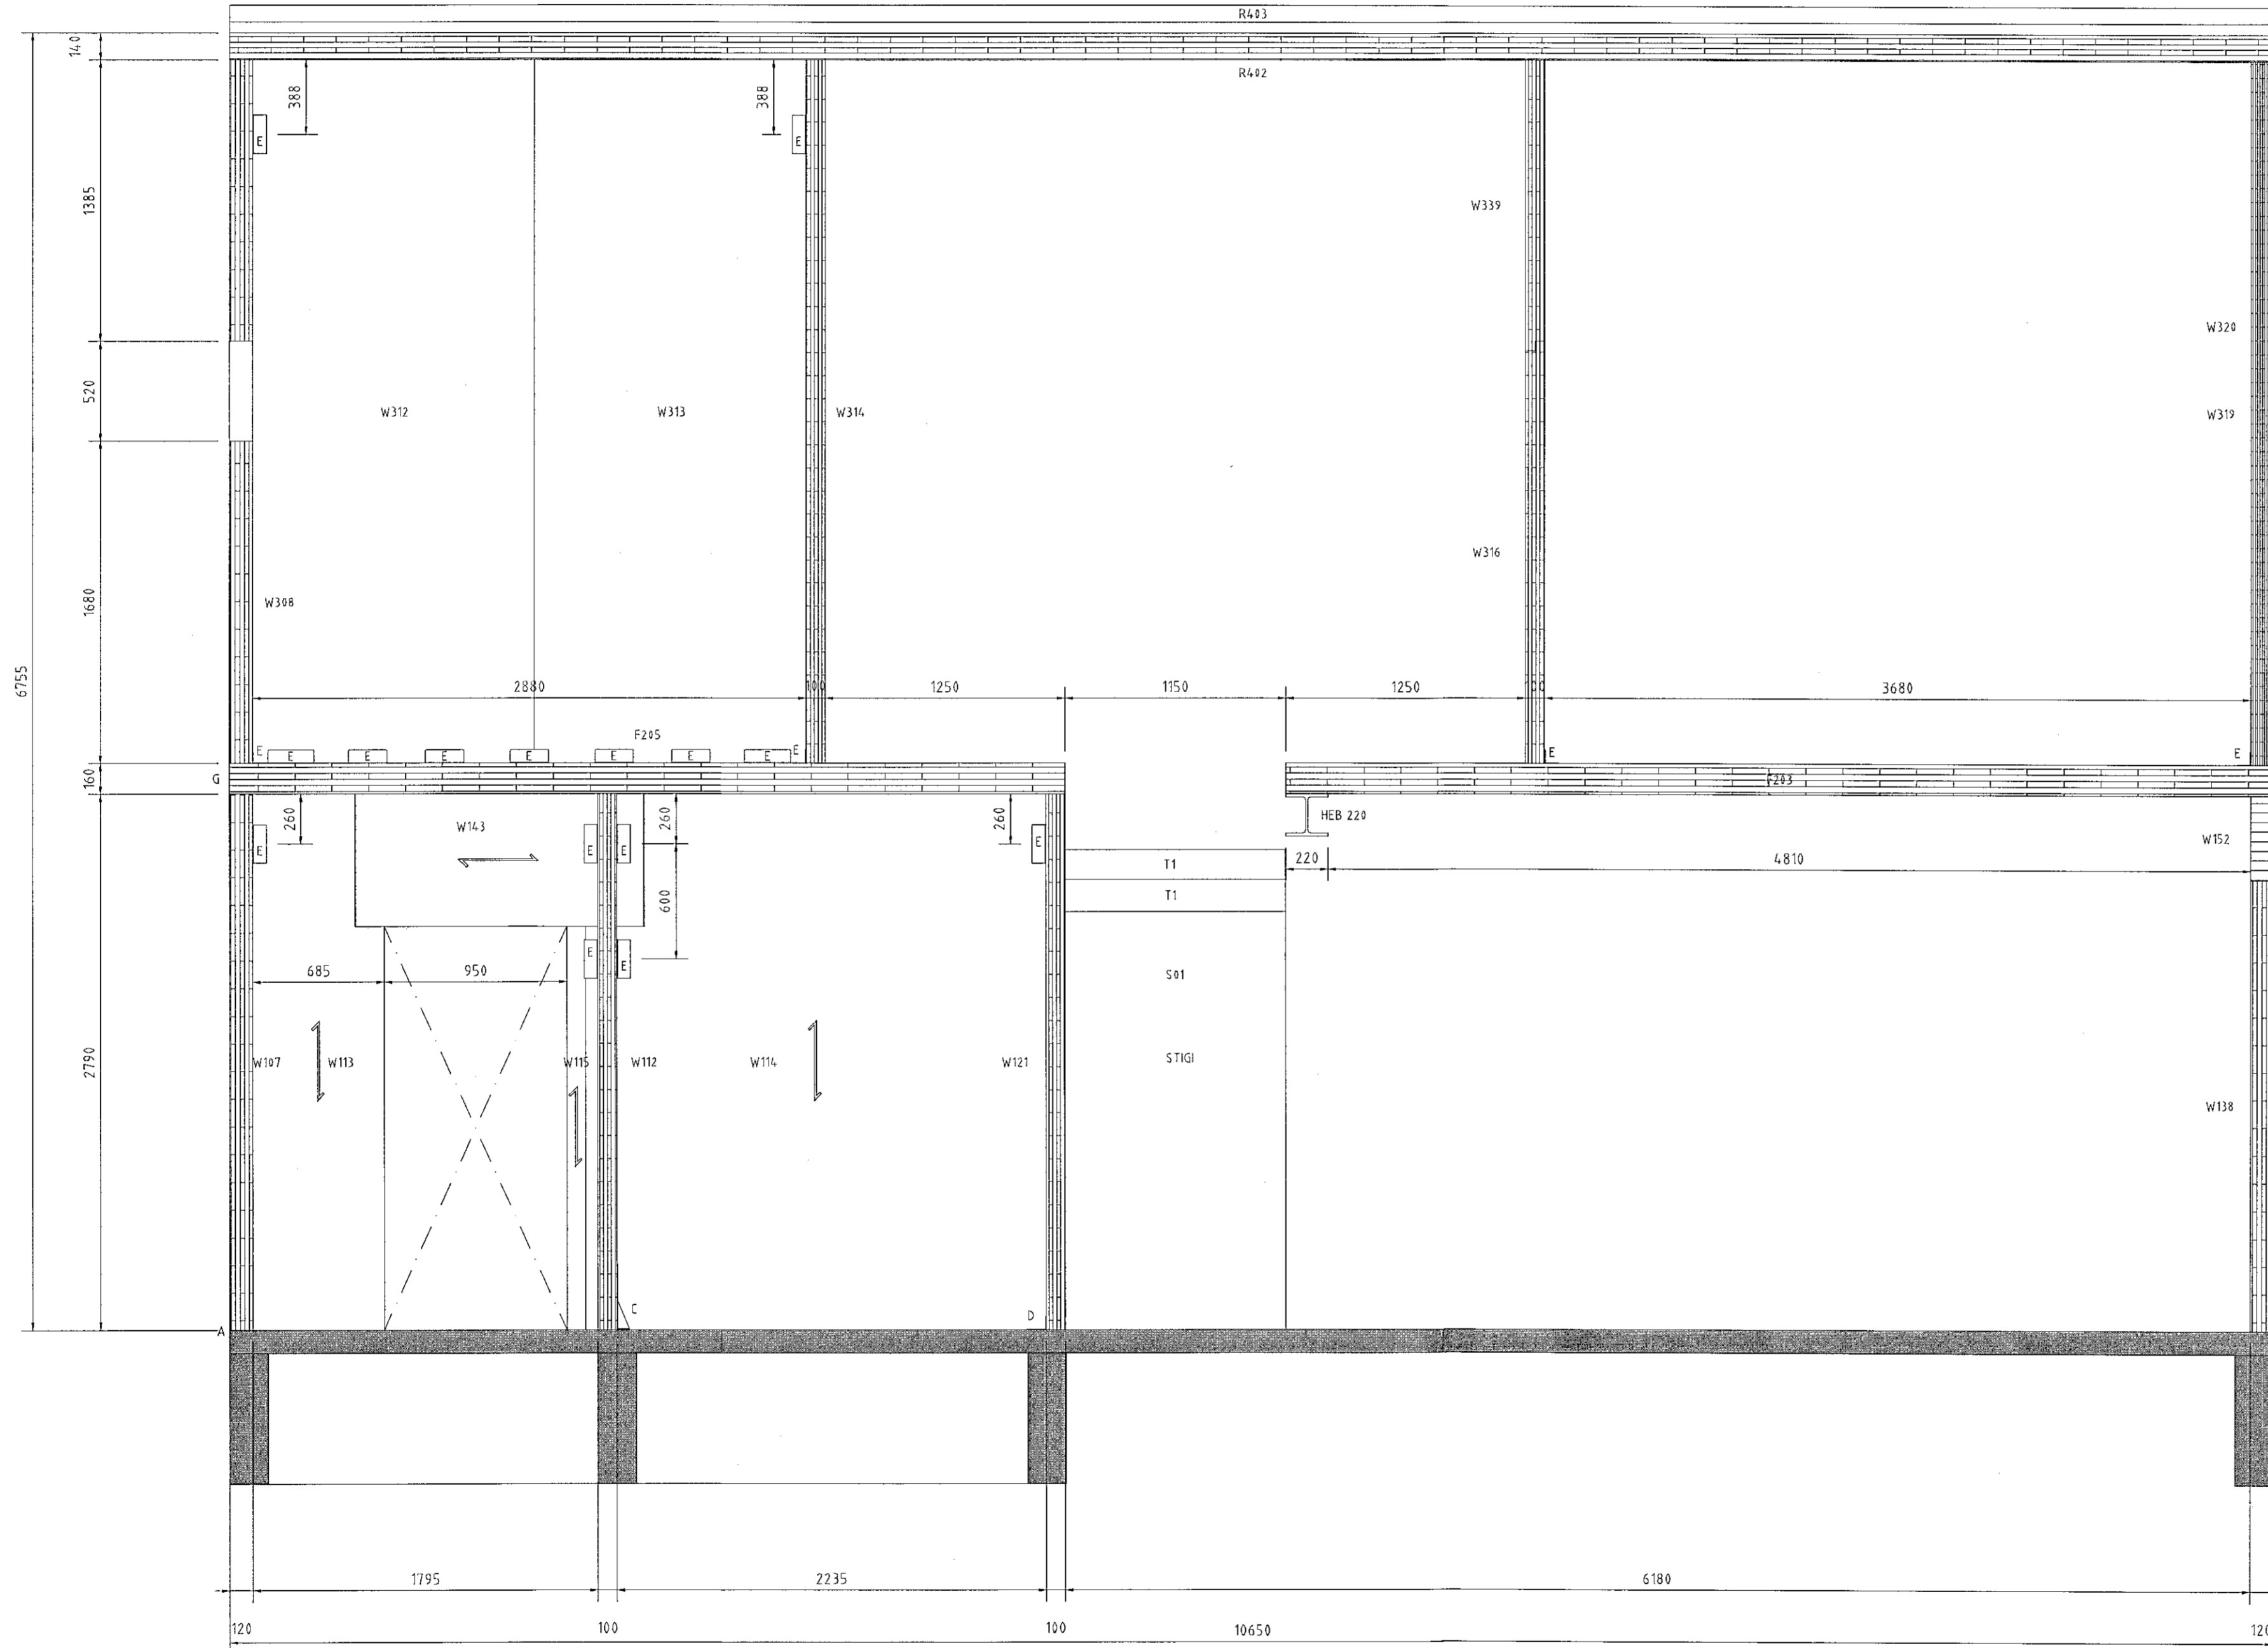 R403
140
R402
388
388
E
E
1385
W339
W320
520
W312
W313
W314
W319
W316
1680
W308
6755
2880
100
1250
1150
1250
3680
F205
E
E
E
E
E
E
E
E
E
E
E
160
G
F203
260
W143
260
260
HEB 220
W152
E
E
E
E
T1
220
4810
T1
600
E
E
685
950
S01
2790
W107
W113
W115
W112
W114
W121
STIGI
W138
C
D
A
1795
2235
6180
120
100
100
10650